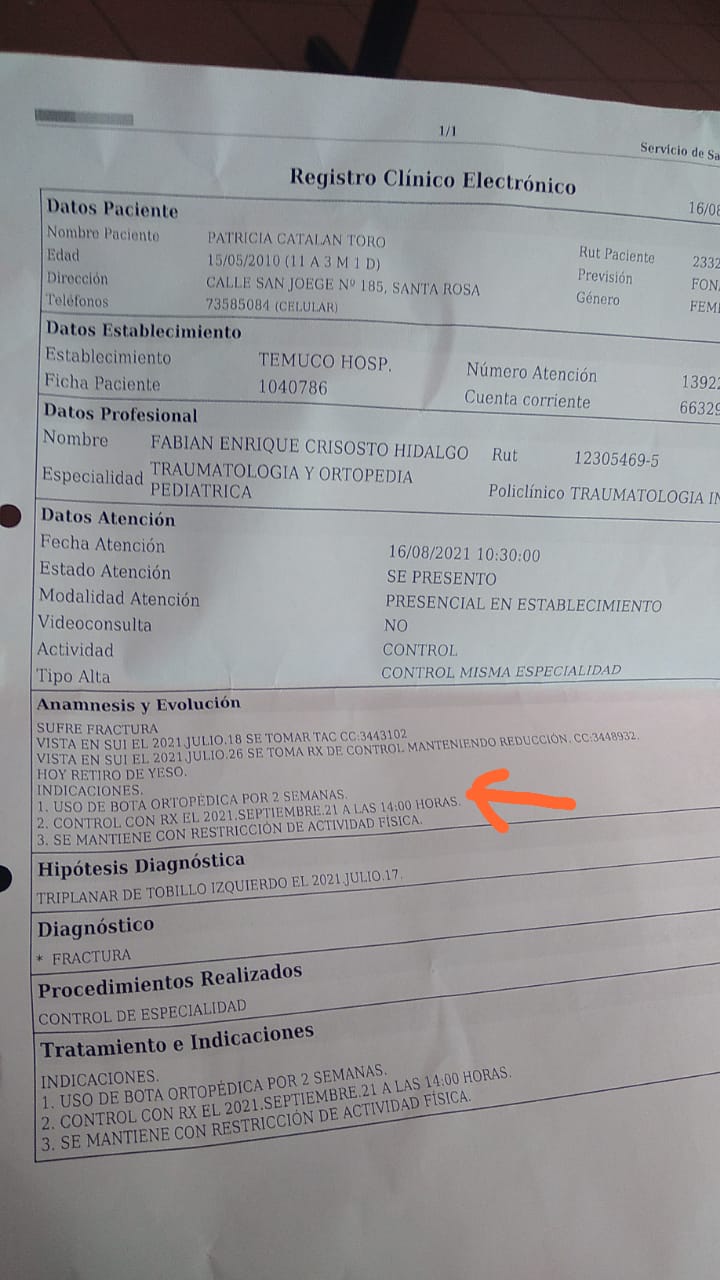 1/1
Servicio de Sa
Registro Clínico Electrónico
16/08
Datos Paciente
Nombre Paciente PATRICIA CATALAN TORO Rut Paciente 2332
Edad 15/05/2010 (11 A 3 M 1 D) Previsión FON
Dirección CALLE SAN JOEGE Nº 185, SANTA ROSA Género FEM
Teléfonos 73585084 (CELULAR)
Datos Establecimiento
Establecimiento TEMUCO HOSP. Número Atención 1392
Ficha Paciente 1040786 Cuenta corriente 6632
Datos Profesional
Nombre FABIAN ENRIQUE CRISOSTO HIDALGO Rut 12305469-5
Especialidad TRAUMATOLOGIA Y ORTOPEDIA PEDIATRICA Policlínico TRAUMATOLOGIA IN
Datos Atención
Fecha Atención 16/08/2021 10:30:00
Estado Atención SE PRESENTO
Modalidad Atención PRESENCIAL EN ESTABLECIMIENTO
Videoconsulta NO
Actividad CONTROL
Tipo Alta CONTROL MISMA ESPECIALIDAD
Anamnesis y Evolución
SUFRE FRACTURA
VISTA EN SUI EL 2021.JULIO.18 SE TOMAR TAC CC:3443102
VISTA EN SUI EL 2021.JULIO.26 SE TOMA RX DE CONTROL MANTENIENDO REDUCCIÓN. CC:3448932.
HOY RETIRO DE YESO.
INDICACIONES.
1. USO DE BOTA ORTOPÉDICA POR 2 SEMANAS.
2. CONTROL CON RX EL 2021.SEPTIEMBRE.21 A LAS 14:00 HORAS.
3. SE MANTIENE CON RESTRICCIÓN DE ACTIVIDAD FÍSICA.
Hipótesis Diagnóstica
TRIPLANAR DE TOBILLO IZQUIERDO EL 2021.JULIO.17.
Diagnóstico
* FRACTURA
Procedimientos Realizados
CONTROL DE ESPECIALIDAD
Tratamiento e Indicaciones
INDICACIONES.
1. USO DE BOTA ORTOPÉDICA POR 2 SEMANAS.
2. CONTROL CON RX EL 2021.SEPTIEMBRE.21 A LAS 14:00 HORAS.
3. SE MANTIENE CON RESTRICCIÓN DE ACTIVIDAD FÍSICA.